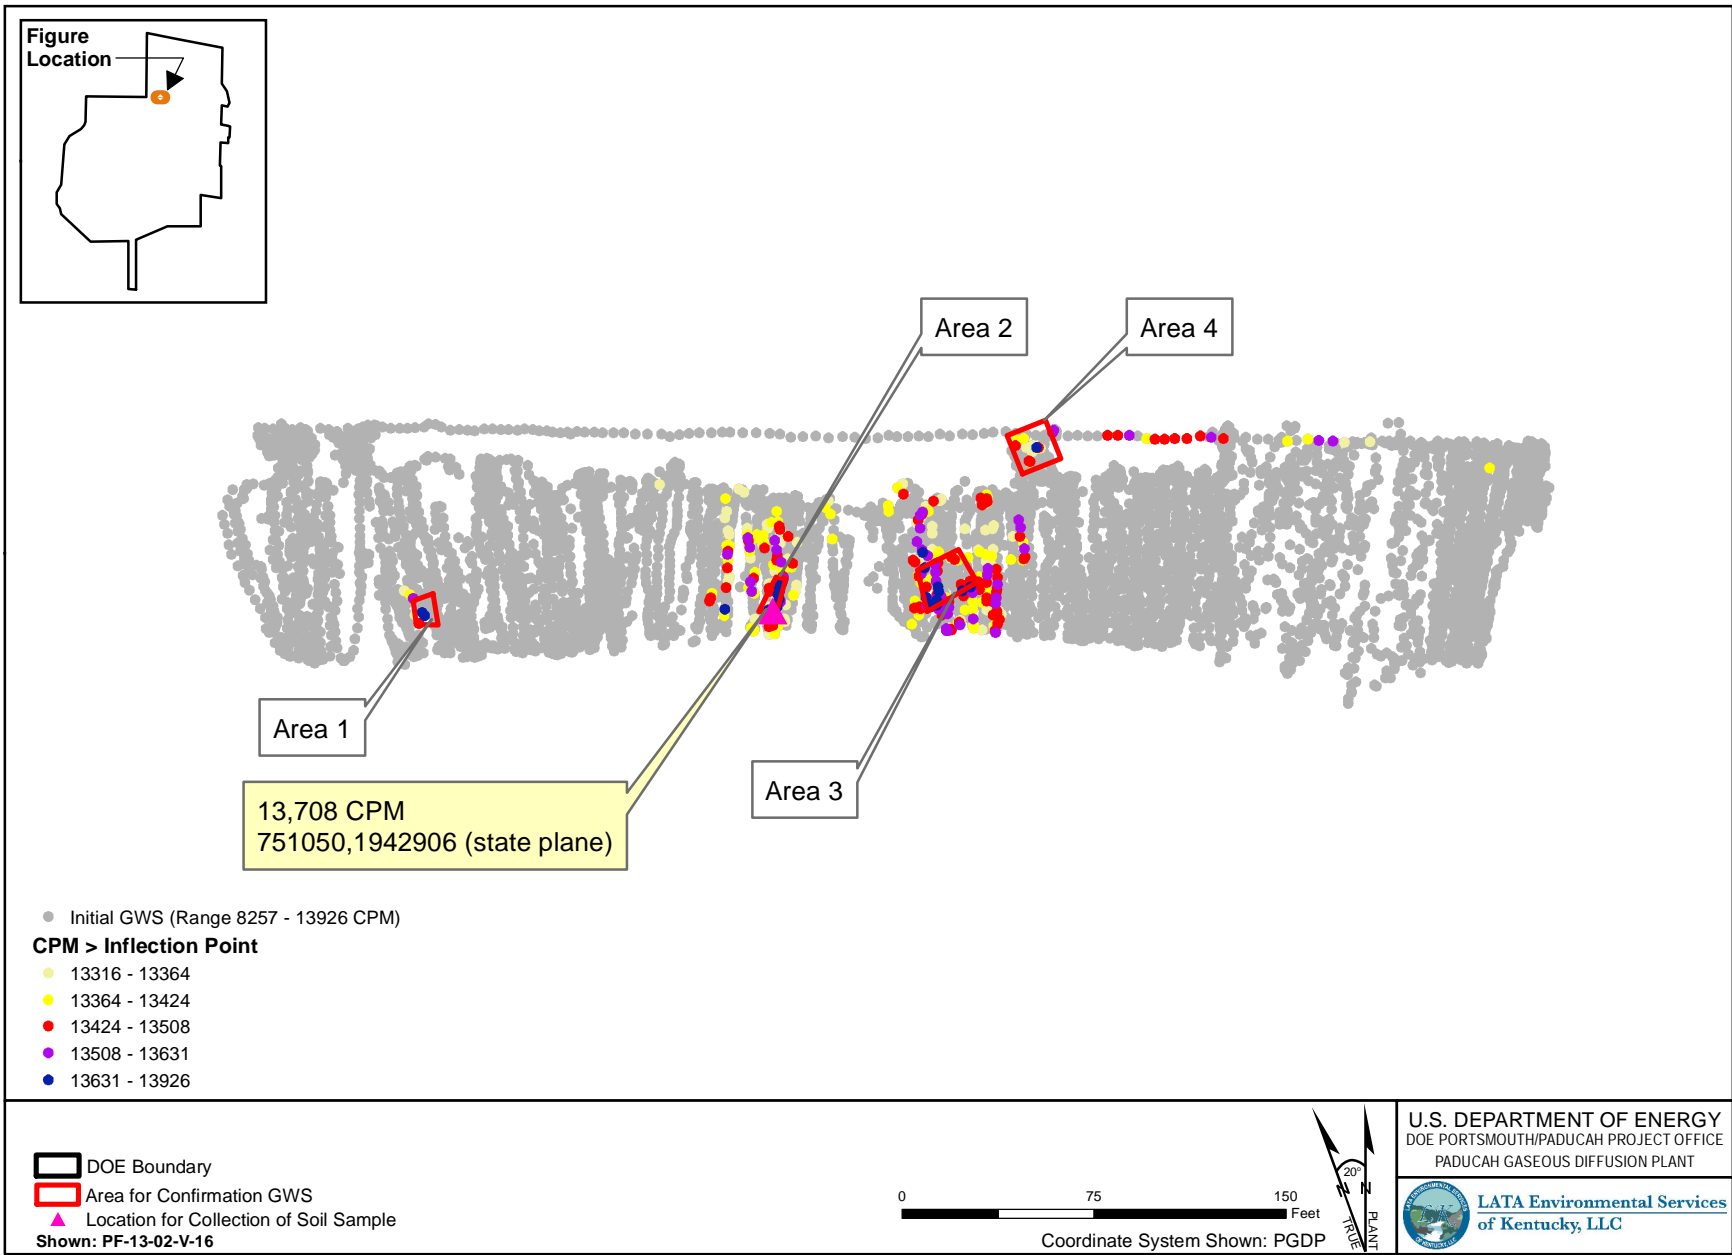 Figure
Location
Area 2
Area 4
Area 1
Area 3
13,708 CPM
751050,1942906 (state plane)
Initial GWS (Range 8257 - 13926 CPM)
CPM > Inflection Point
13316 - 13364
13364 - 13424
13424 - 13508
13508 - 13631
13631 - 13926
DOE Boundary
Area for Confirmation GWS
Location for Collection of Soil Sample
Shown: PF-13-02-V-16
0 75 150
Feet
Coordinate System Shown: PGDP
20°
N N
TRUE
PLANT
U.S. DEPARTMENT OF ENERGY
DOE PORTSMOUTH/PADUCAH PROJECT OFFICE
PADUCAH GASEOUS DIFFUSION PLANT
LATA Environmental Services
of Kentucky, LLC